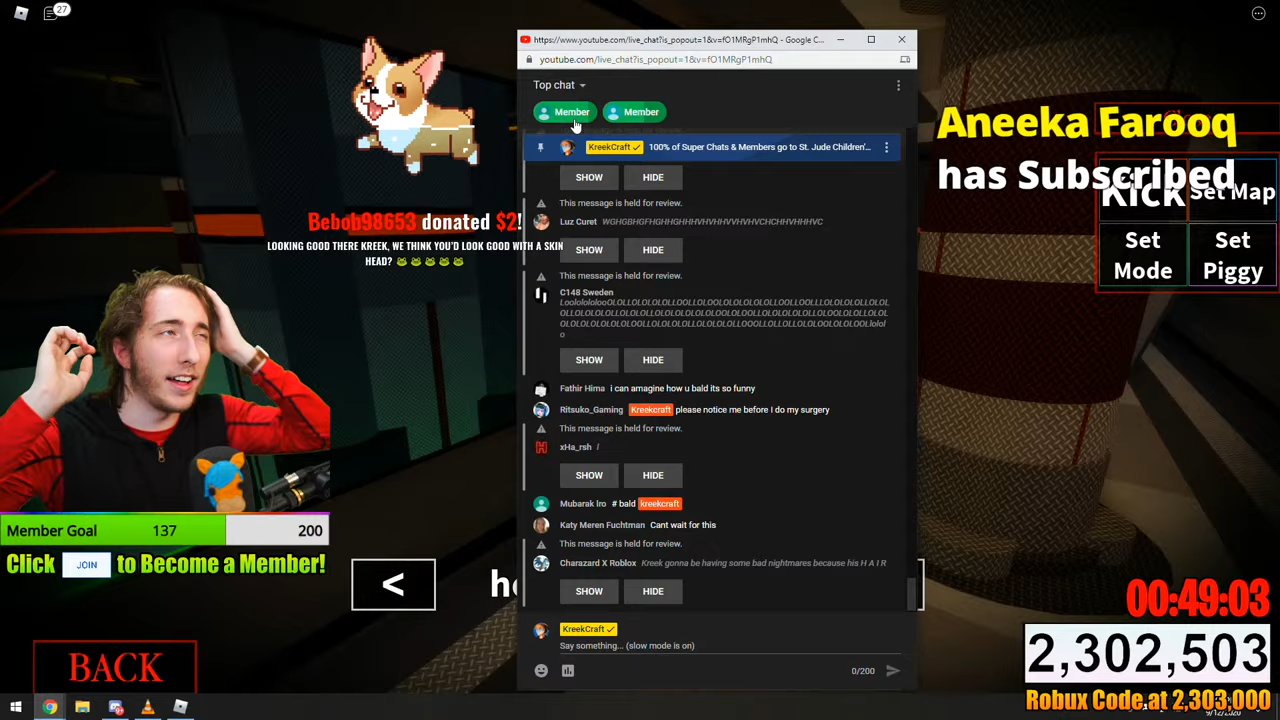 27
https://www.youtube.com/live_chat?is_popout=1&v=fO1MRgP1mhQ - Google C...
youtube.com/live_chat?is_popout=1&v=fO1MRgP1mhQ
Top chat
Member Member
KreekCraft 100% of Super Chats & Members go to St. Jude Children'...
SHOW HIDE
This message is held for review.
Luz Curet WGHGBHGFHGHHGHHHVHVHHVVHVHVCHCHHVHHHVC
SHOW HIDE
This message is held for review.
C148 Sweden
SHOW HIDE
Fathir Hima i can amagine how u bald its so funny
Ritsuko_Gaming Kreekcraft please notice me before I do my surgery
This message is held for review.
xHa_rsh /
SHOW HIDE
Mubarak Iro # bald kreekcraft
Katy Meren Fuchtman Cant wait for this
This message is held for review.
Charazard X Roblox Kreek gonna be having some bad nightmares because his H A I R
SHOW HIDE
KreekCraft
Say something... (slow mode is on)
0/200
Bebob98653 donated $2!
LOOKING GOOD THERE KREEK, WE THINK YOU'D LOOK GOOD WITH A SKIN
HEAD?
Aneeka Farooq
has Subscribed
Kick Set Map
Set Mode
Set Piggy
Member Goal 137 200
Click JOIN to Become a Member!
<
BACK
00:49:03
2,302,503
Robux Code at 2,303,000